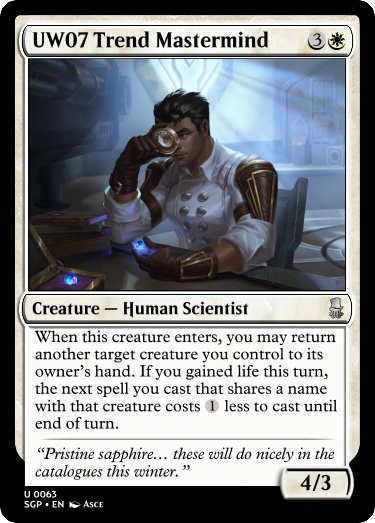 UW07 Trend Mastermind 3
Creature — Human Scientist
When this creature enters, you may return
another target creature you control to its
owner's hand. If you gained life this turn,
the next spell you cast that shares a name
with that creature costs 1 less to cast until
end of turn.
“Pristine sapphire… these will do nicely in the
catalogues this winter.”
4/3
U 0063
SGP • EN Asce